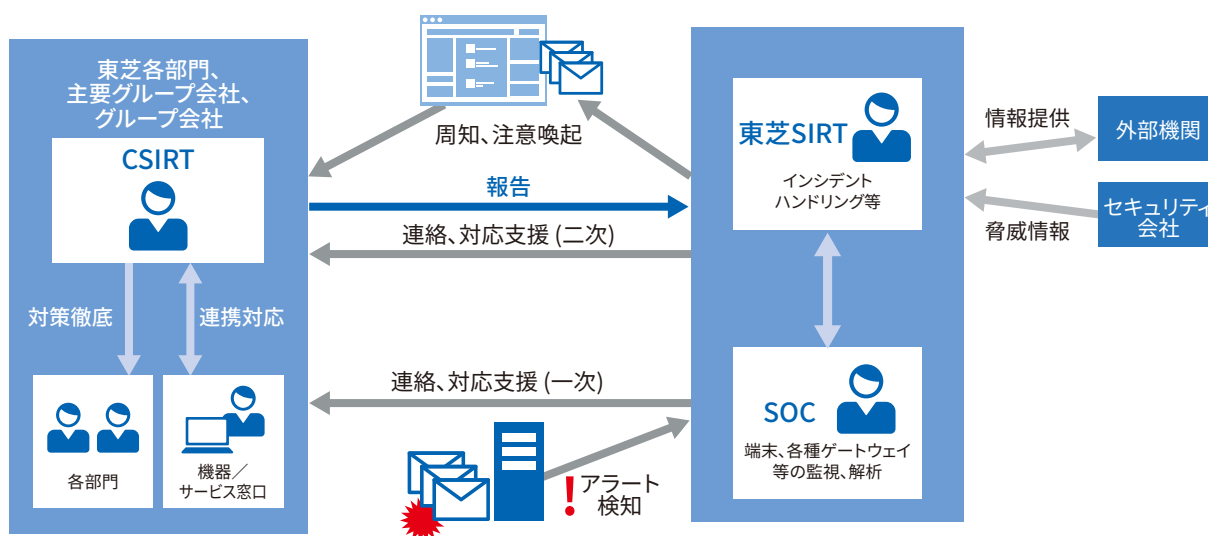 東芝各部門、
主要グループ会社、
グループ会社
CSIRT
対策徹底
連携対応
各部門
機器／
サービス窓口
周知、注意喚起
報告
連絡、対応支援 (二次)
連絡、対応支援 (一次)
!
アラート
検知
東芝SIRT
インシデント
ハンドリング等
SOC
端末、各種ゲートウェイ
等の監視、解析
情報提供
脅威情報
外部機関
セキュリティ
会社